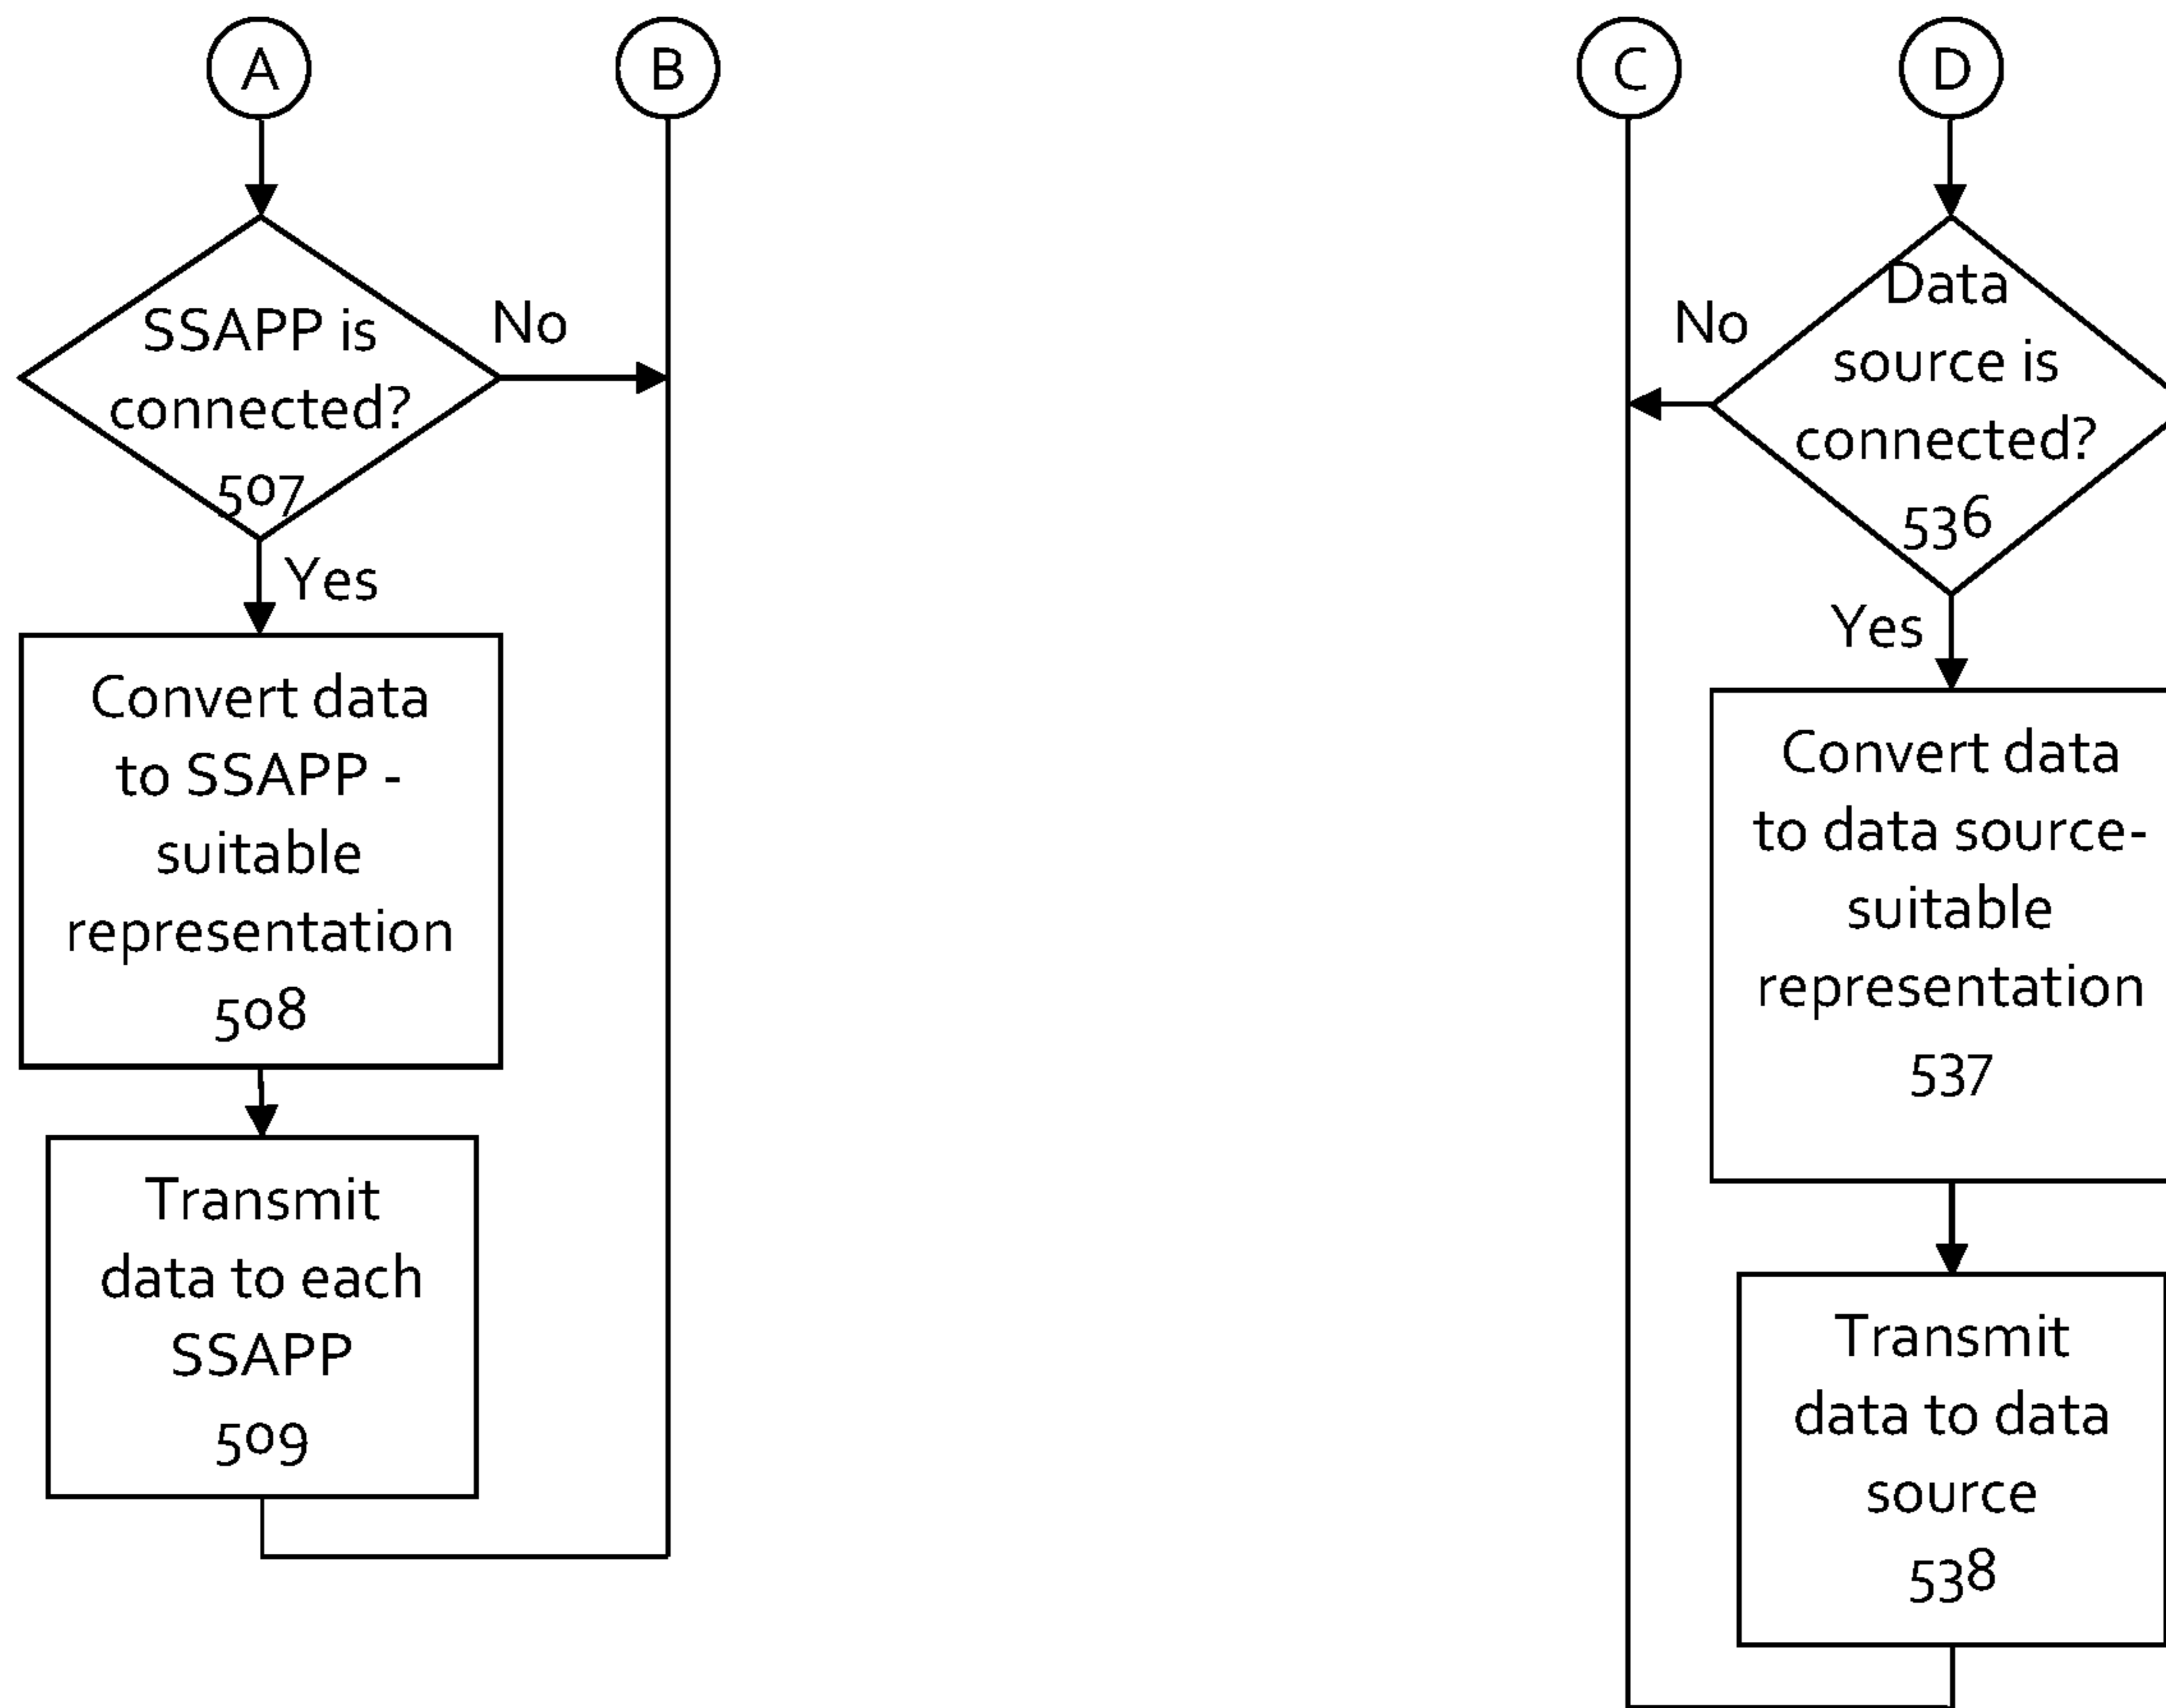 A
B
SSAPP is
connected?
507
No
Yes
Convert data
to SSAPP -
suitable
representation
508
Transmit
data to each
SSAPP
509
C
D
Data
source is
connected?
536
No
Yes
Convert data
to data source-
suitable
representation
537
Transmit
data to data
source
538